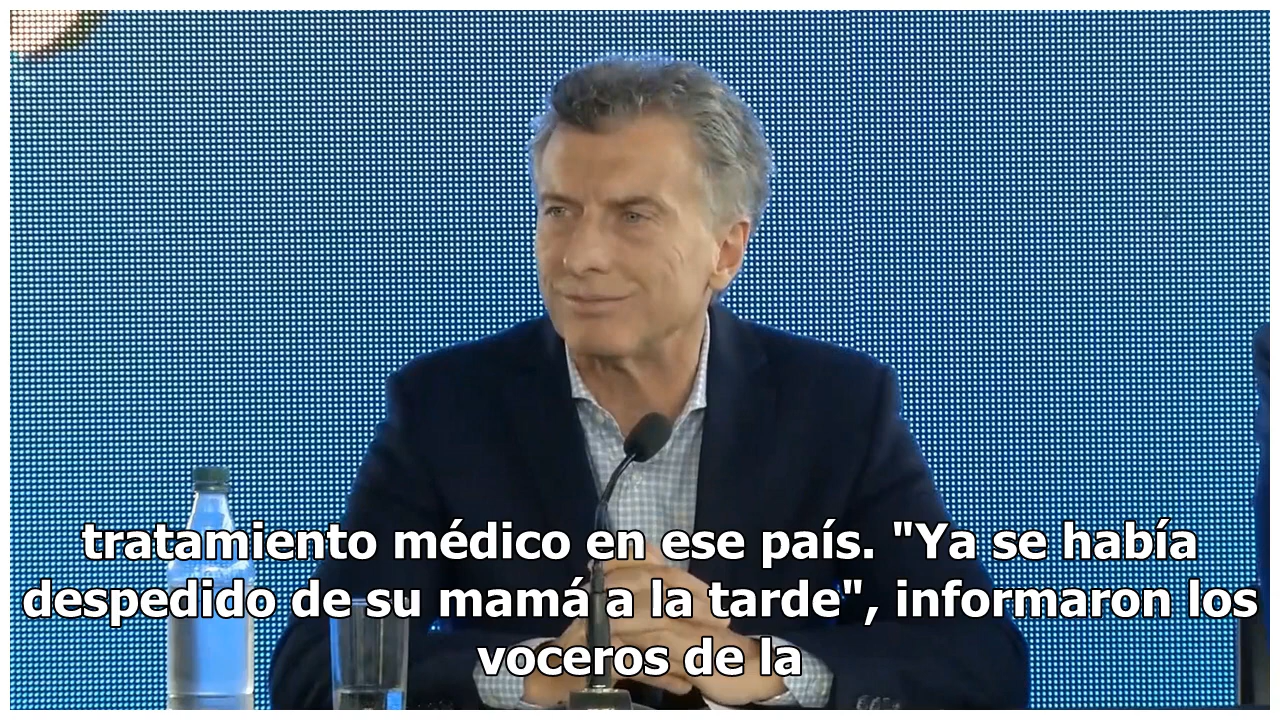 tratamiento médico en ese país. "Ya se había
despedido de su mamá a la tarde", informaron los
voceros de la